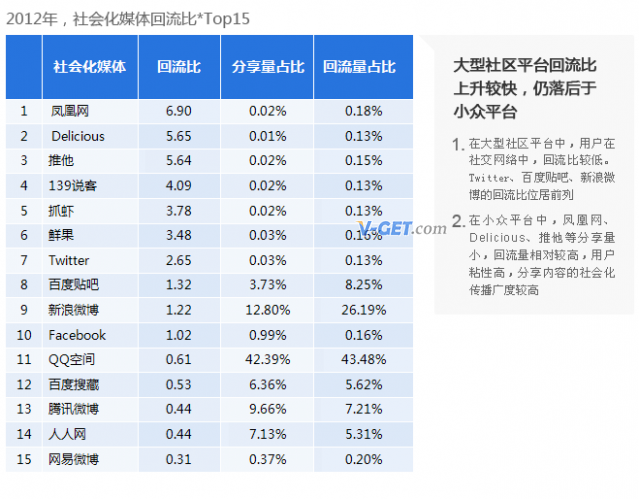 2012年，社会化媒体回流比*Top15
社会化媒体 回流比 分享量占比 回流量占比
1 凤凰网 6.90 0.02% 0.18%
2 Delicious 5.65 0.01% 0.13%
3 推他 5.64 0.02% 0.15%
4 139说客 4.09 0.02% 0.13%
5 抓虾 3.78 0.02% 0.13%
6 鲜果 3.48 0.03% 0.16%
7 Twitter 2.65 0.03% 0.13%
8 百度贴吧 1.32 3.73% 8.25%
9 新浪微博 1.22 12.80% 26.19%
10 Facebook 1.02 0.99% 0.16%
11 QQ空间 0.61 42.39% 43.48%
12 百度搜藏 0.53 6.36% 5.62%
13 腾讯微博 0.44 9.66% 7.21%
14 人人网 0.44 7.13% 5.31%
15 网易微博 0.31 0.37% 0.20%
V-GET.com
大型社区平台回流比
上升较快，仍落后于
小众平台
1. 在大型社区平台中，用户在
社交网络中，回流比较低。
Twitter、百度贴吧、新浪微
博的回流比位居前列
2. 在小众平台中，凤凰网、
Delicious、推他等分享量
小，回流量相对较高，用户
粘性高，分享内容的社会化
传播广度较高